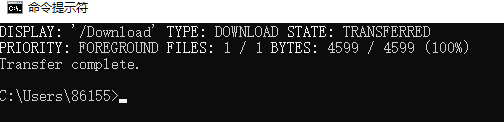 命令提示符
DISPLAY: '/Download' TYPE: DOWNLOAD STATE: TRANSFERRED
PRIORITY: FOREGROUND FILES: 1 / 1 BYTES: 4599 / 4599 (100%)
Transfer complete.
C:\Users\86155>